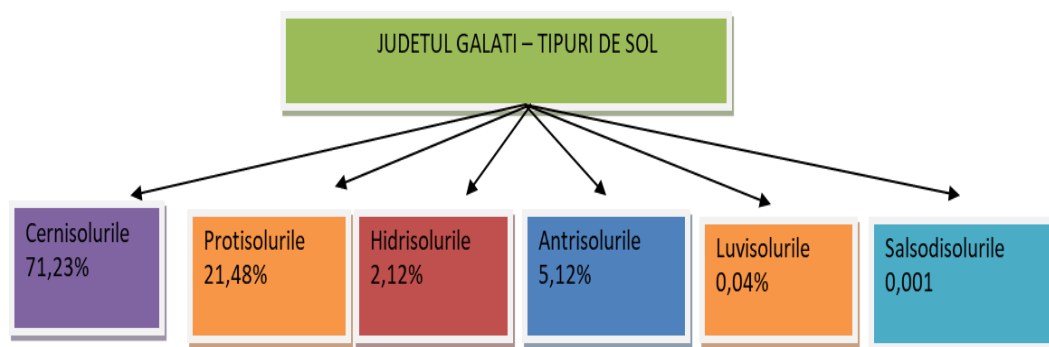 JUDETUL GALATI – TIPURI DE SOL
Cernisolurile
71,23%
Protisolurile
21,48%
Hidrisolurile
2,12%
Antrisolurile
5,12%
Luvisolurile
0,04%
Salsodisolurile
0,001